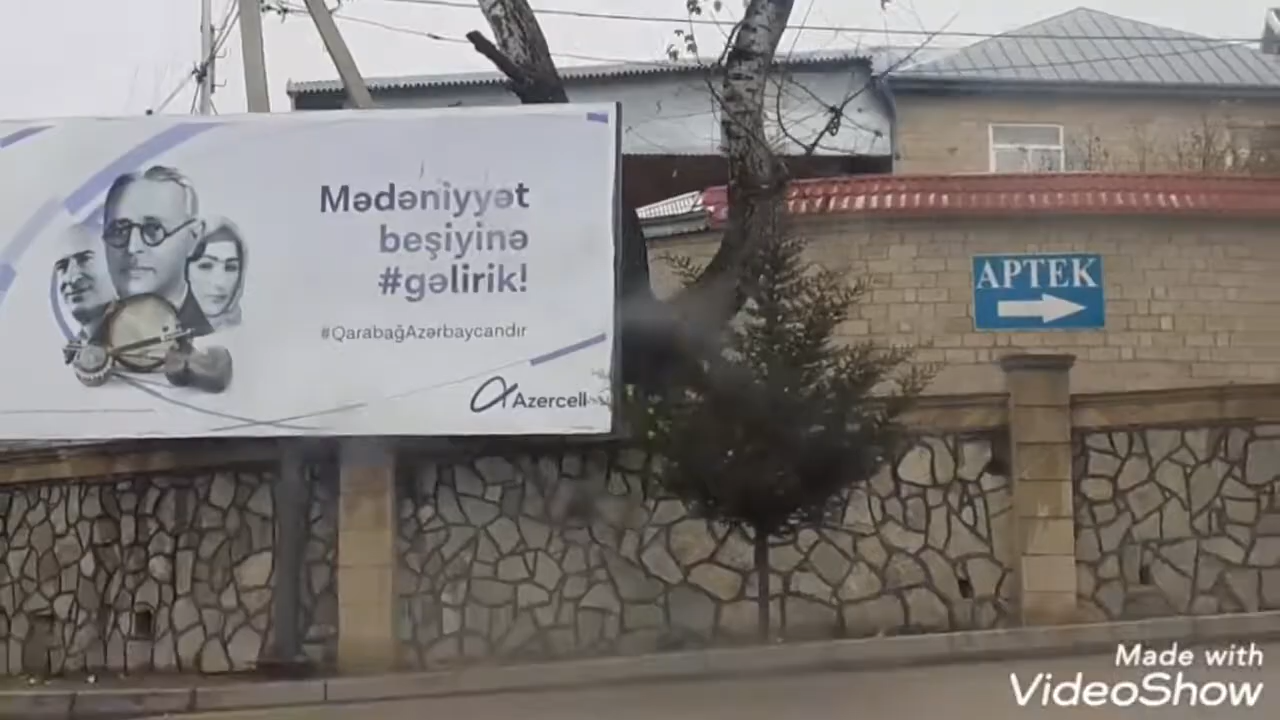 Mədəniyyət
beşiyinə
#gəlirik!
#QarabağAzərbaycandır
Azercell
APTEK
Made with
VideoShow